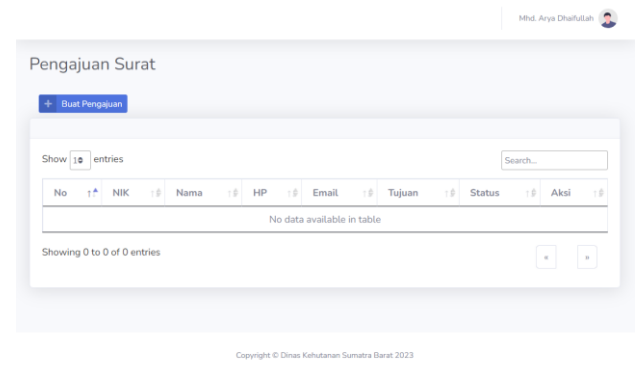 Mhd. Arya Dhaifullah
Pengajuan Surat
+ Buat Pengajuan
Show 10 entries
Search...
No NIK Nama HP Email Tujuan Status Aksi
No data available in table
Showing 0 to 0 of 0 entries
« »
Copyright © Dinas Kehutanan Sumatra Barat 2023